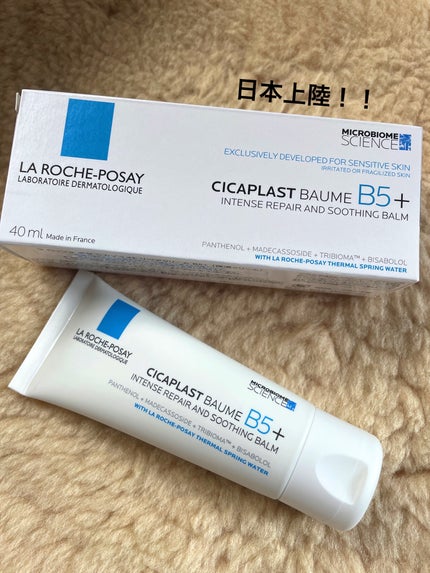 日本上陸！！
MICROBIOME
SCIENCE
LA ROCHE-POSAY
LABORATOIRE DERMATOLOGIQUE
EXCLUSIVELY DEVELOPED FOR SENSITIVE SKIN
IRRITATED OR FRAGILIZED SKIN
CICAPLAST BAUME B5+
INTENSE REPAIR AND SOOTHING BALM
40 ml Made in France
PANTHENOL + MADECASSOSIDE + TRIBIOMA™ + BISABOLOL
WITH LA ROCHE-POSAY THERMAL SPRING WATER
LA ROCHE-POSAY
LABORATOIRE DERMATOLOGIQUE
MICROBIOME
SCIENCE
CICAPLAST BAUME B5+
INTENSE REPAIR AND SOOTHING BALM
PANTHENOL + MADECASSOSIDE + TRIBIOMA™ + BISABOLOL
WITH LA ROCHE-POSAY THERMAL SPRING WATER